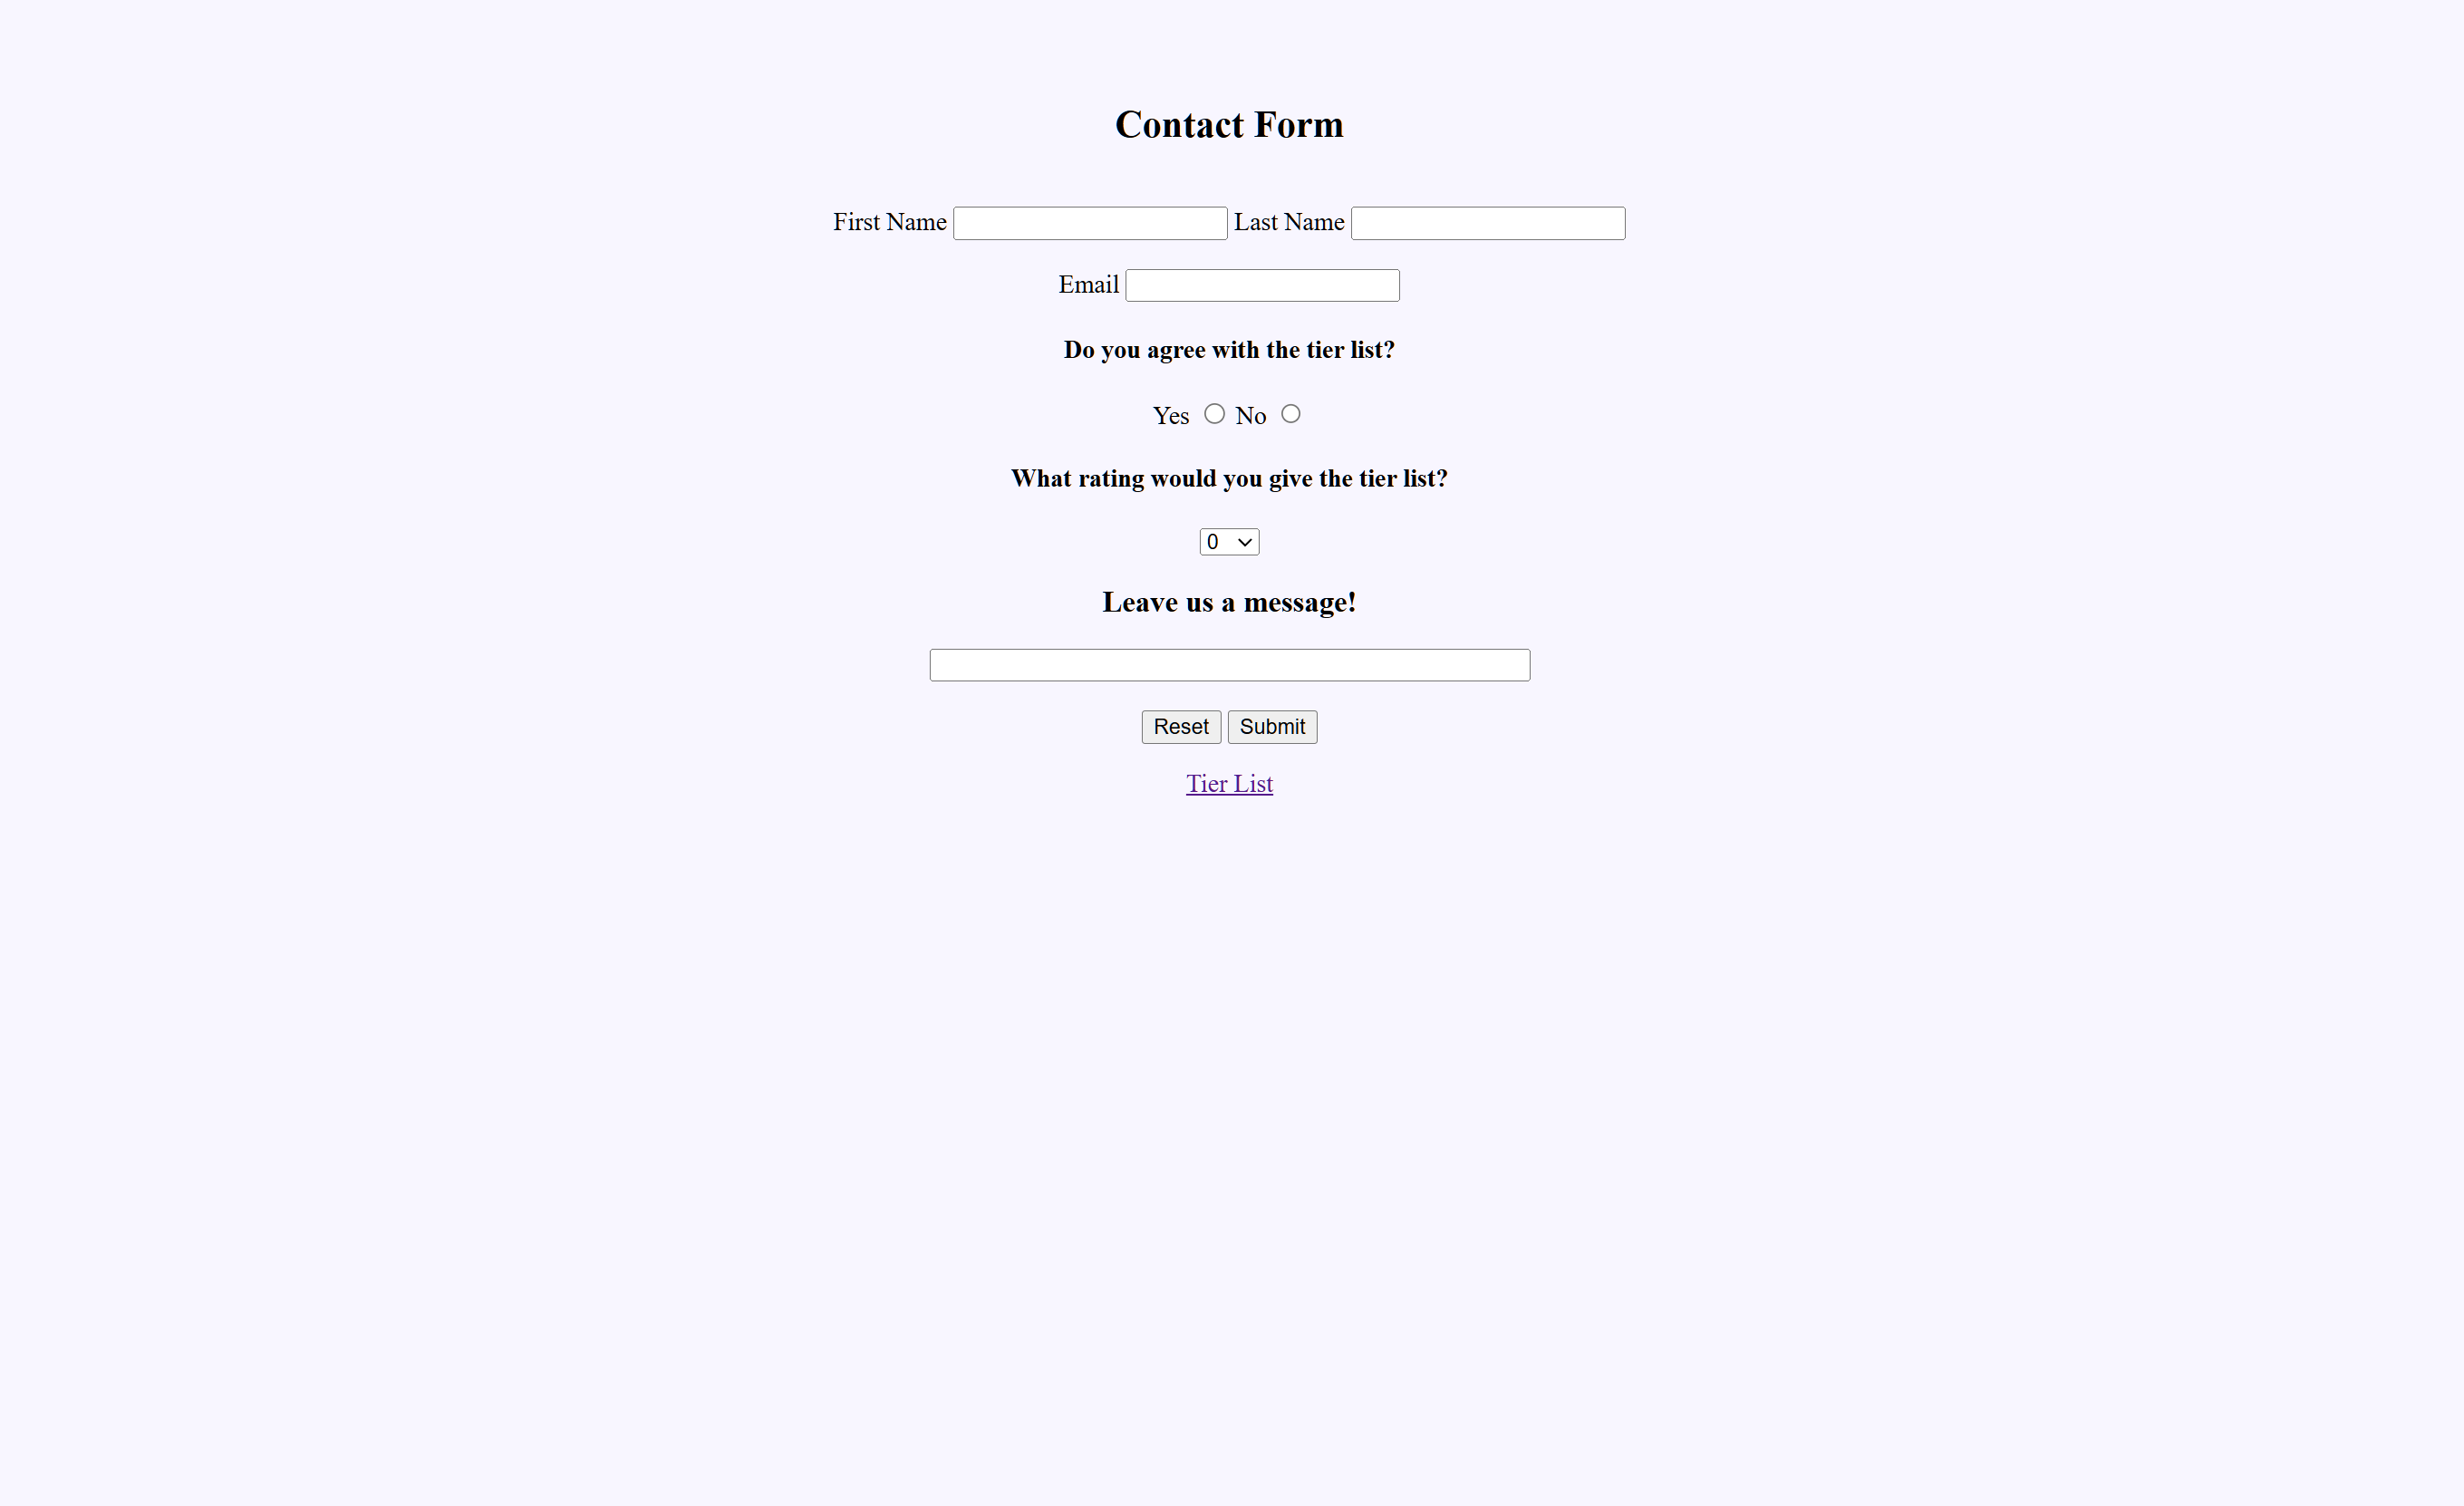 Contact Form
First Name Last Name
Email
Do you agree with the tier list?
Yes No
What rating would you give the tier list?
0
Leave us a message!
Reset Submit
Tier List